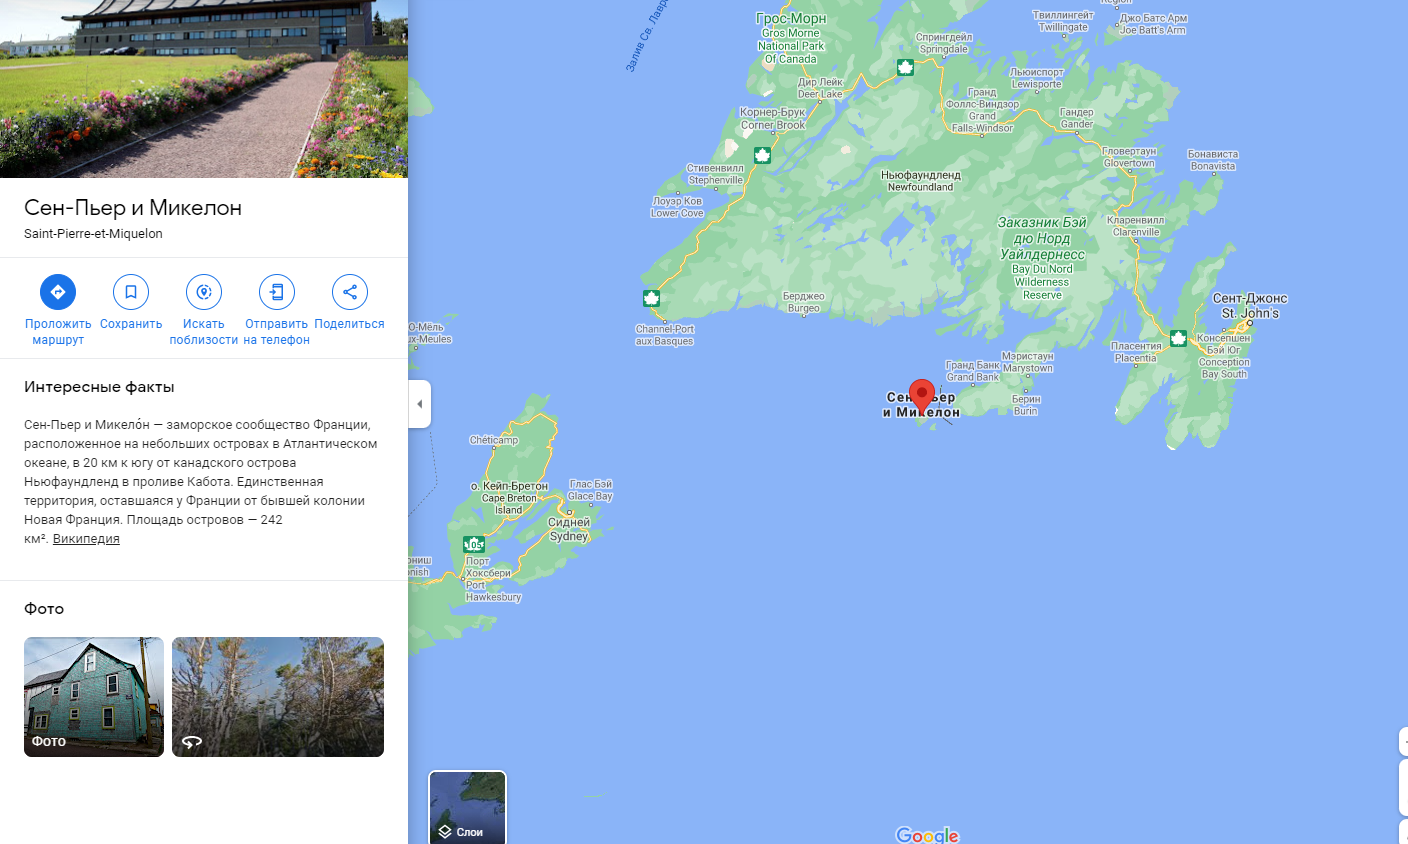 Сен-Пьер и Микелон
Saint-Pierre-et-Miquelon
Проложить
маршрут
Сохранить
Искать
поблизости
Отправить
на телефон
Поделиться
Интересные факты
Сен-Пьер и Микело́н — заморское сообщество Франции,
расположенное на небольших островах в Атлантическом
океане, в 20 км к югу от канадского острова
Ньюфаундленд в проливе Кабота. Единственная
территория, оставшаяся у Франции от бывшей колонии
Новая Франция. Площадь островов — 242
км². Википедия
Фото
Фото
Залив Св. Лавр
Грос-Морн
Gros Morne
National Park
Of Canada
Твиллингейт
Twillingate
Region
Джо Батс Арм
Joe Batt's Arm
Спрингдейл
Springdale
Льюиспорт
Lewisporte
Дир Лейк
Deer Lake
Гранд
Фоллс-Виндзор
Grand
Falls-Windsor
Гандер
Gander
Корнер-Брук
Corner Brook
Гловертаун
Glovertown
Бонависта
Bonavista
Стивенвилл
Stephenville
Ньюфаундленд
Newfoundland
Лоуэр Ков
Lower Cove
Заказник Бэй
дю Норд
Уайлдернесс
Bay Du Nord
Wilderness
Reserve
Кларенвилл
Clarenville
Берджео
Burgeo
Сент-Джонс
St. John's
Channel-Port
aux Basques
О-Мёль
ux-Meules
Пласентия
Placentia
Консепшен
Бэй Юг
Conception
Bay South
Мэристаун
Marystown
Гранд Банк
Grand Bank
Сен-Пьер
и Микелон
Берин
Burin
Chéticamp
о. Кейп-Бретон
Cape Breton
Island
Глас Бэй
Glace Bay
Сидней
Sydney
105
ониш
onish
Порт
Хоксбери
Port
Hawkesbury
Слои
Google